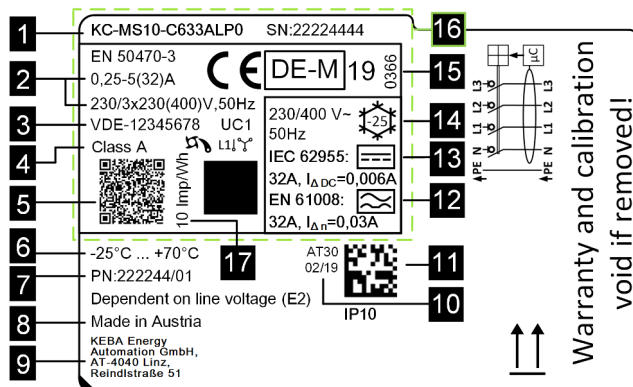 1
KC-MS10-C633ALP0 SN:22224444
16
EN 50470-3
2
0,25-5(32)A
CE DE-M 19 0366
15
230/3x230(400)V,50Hz
3
VDE-12345678 UC1
4
Class A
L1
10 Imp/Wh
5
230/400 V~
50Hz
-25
14
IEC 62955:
13
32A, I∆DC=0,006A
EN 61008:
12
32A, I∆n=0,03A
17
6
-25°C ... +70°C
7
PN:222244/01
AT30
02/19
11
10
Dependent on line voltage (E2)
IP10
8
Made in Austria
9
KEBA Energy
Automation GmbH,
AT-4040 Linz,
Reindlstraße 51
µC
L3 L3
L2 L2
L1 L1
N N
PE PE
Warranty and calibration
void if removed!